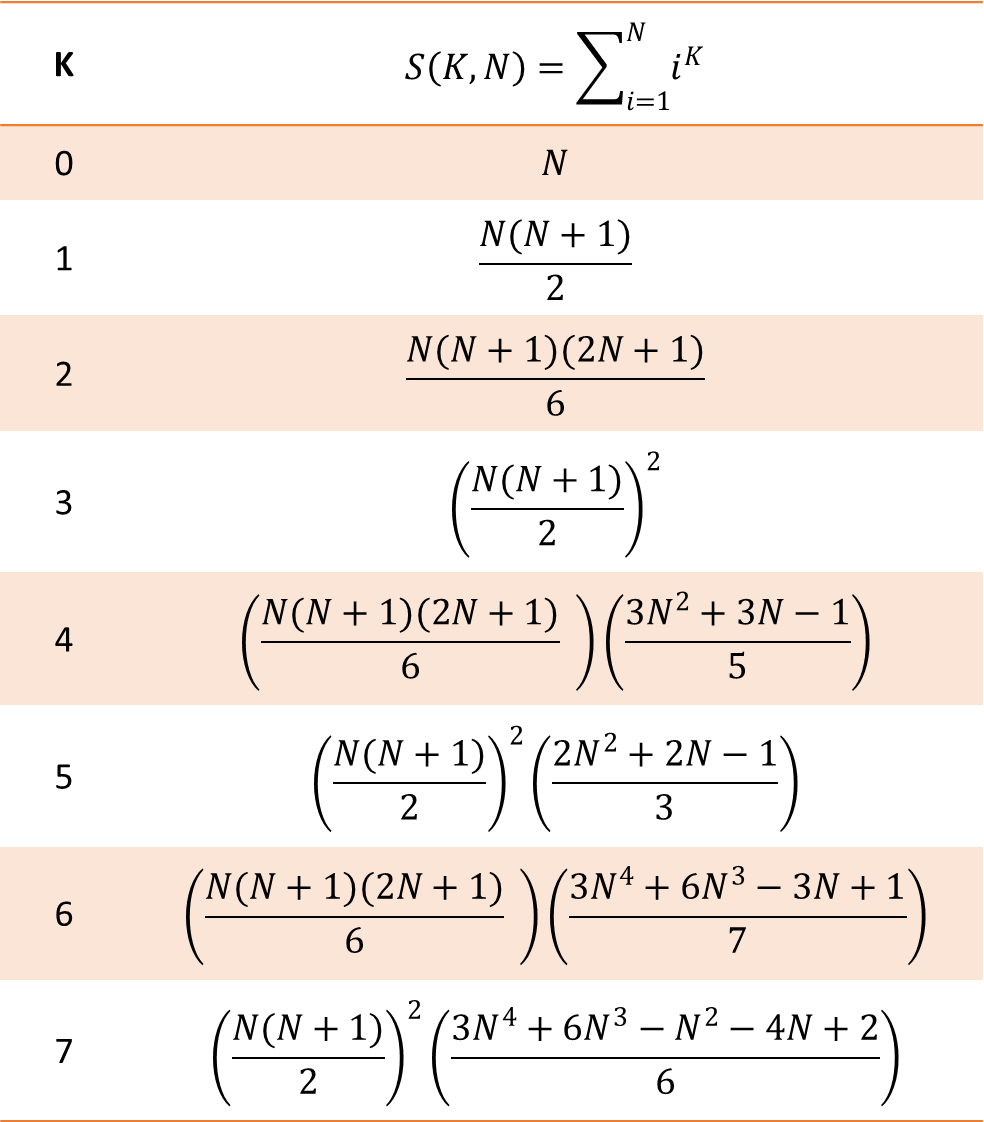 K S(K, N) = ∑_{i=1}^{N} i^K
0 N
1 N(N + 1) / 2
2 N(N + 1)(2N + 1) / 6
3 (N(N + 1) / 2)^2
4 (N(N + 1)(2N + 1) / 6) (3N^2 + 3N − 1 / 5)
5 (N(N + 1) / 2)^2 (2N^2 + 2N − 1 / 3)
6 (N(N + 1)(2N + 1) / 6) (3N^4 + 6N^3 − 3N + 1 / 7)
7 (N(N + 1) / 2)^2 (3N^4 + 6N^3 − N^2 − 4N + 2 / 6)